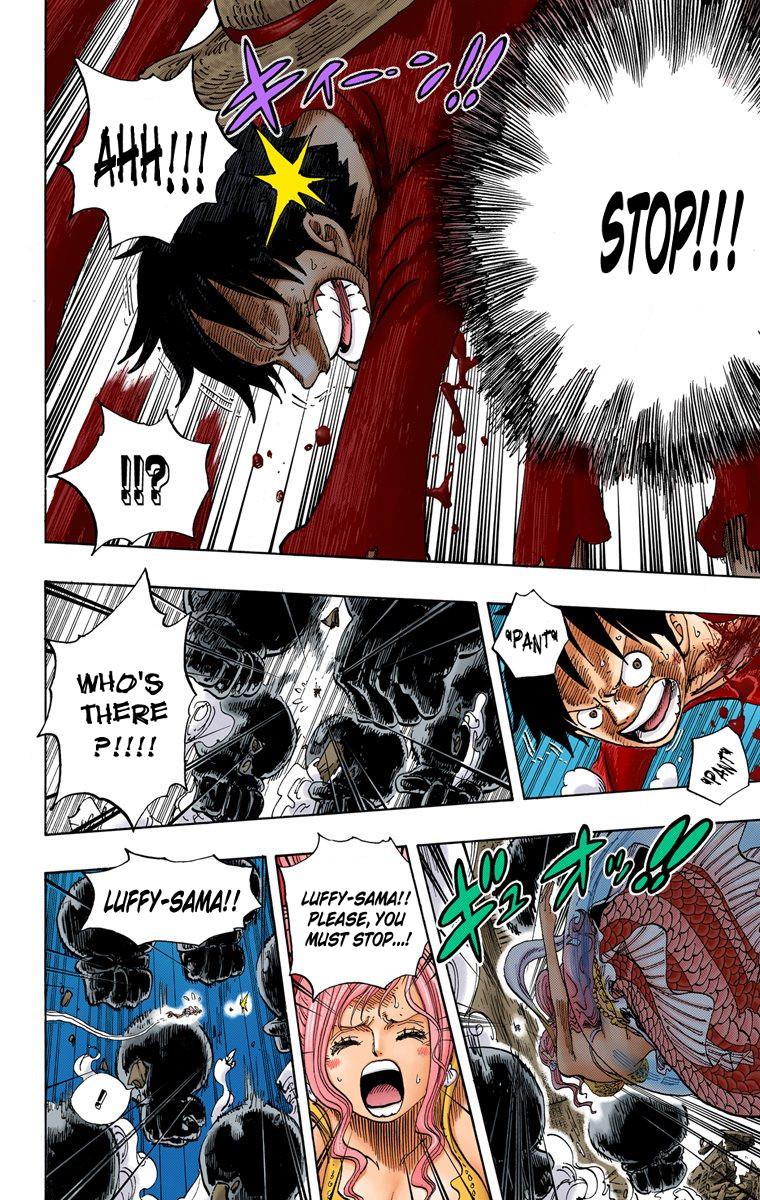 STOP!!!
キィーーン!!
AHH!!!
!!?
*PANT*
*PANT*
WHO'S
THERE
?!!!!
ギュオッ!!
LUFFY-SAMA!!
PLEASE, YOU
MUST STOP...!
LUFFY-SAMA!!
!